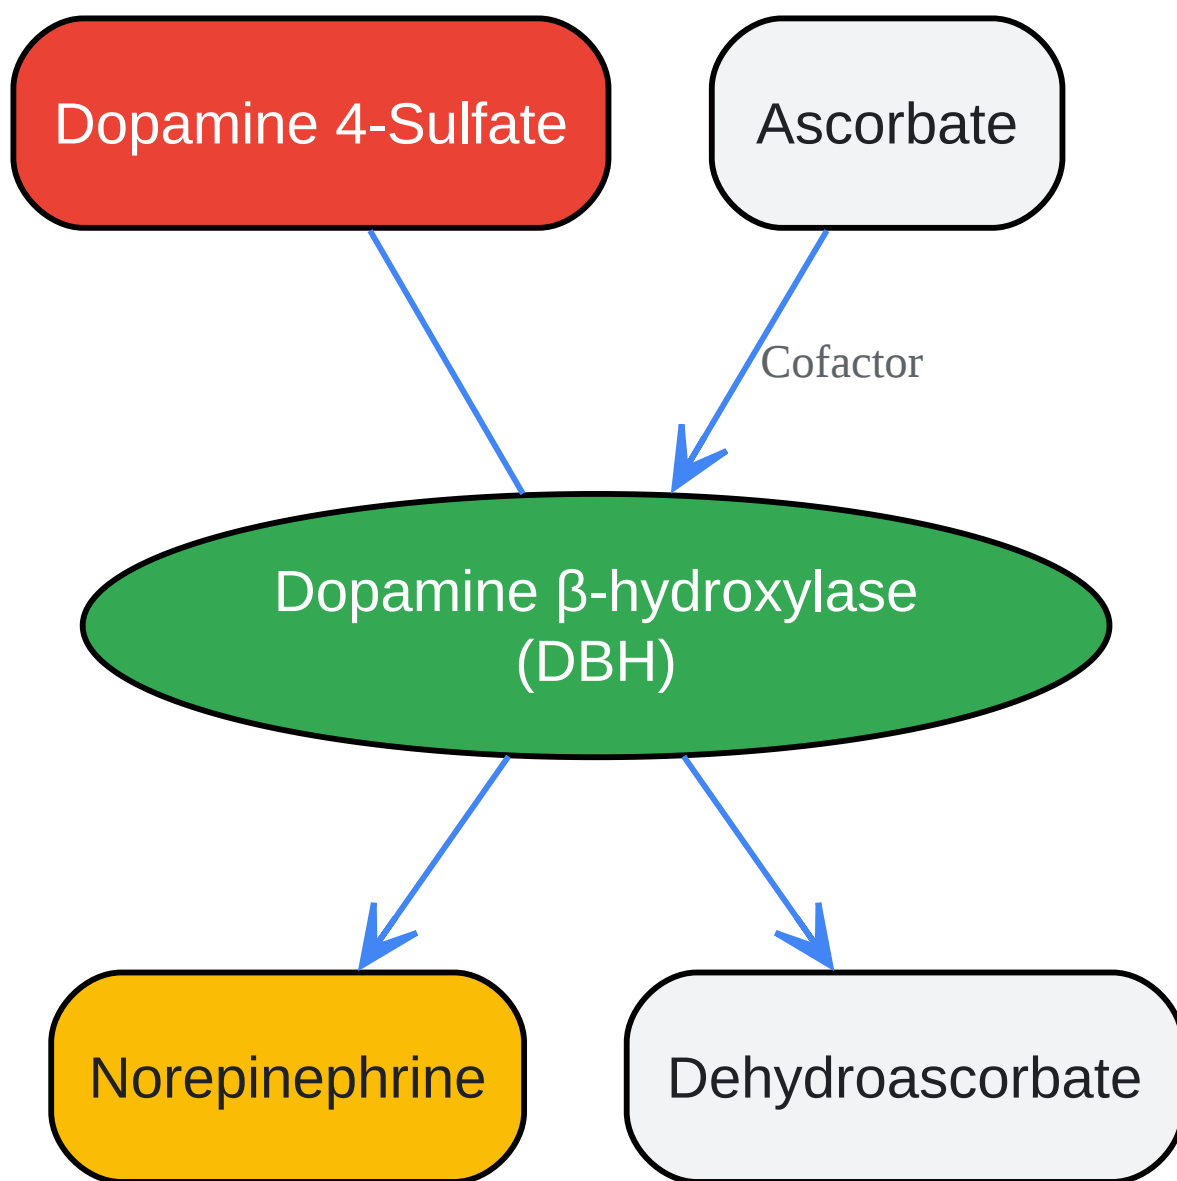 Dopamine 4-Sulfate
Ascorbate
Cofactor
Dopamine β-hydroxylase
(DBH)
Norepinephrine
Dehydroascorbate